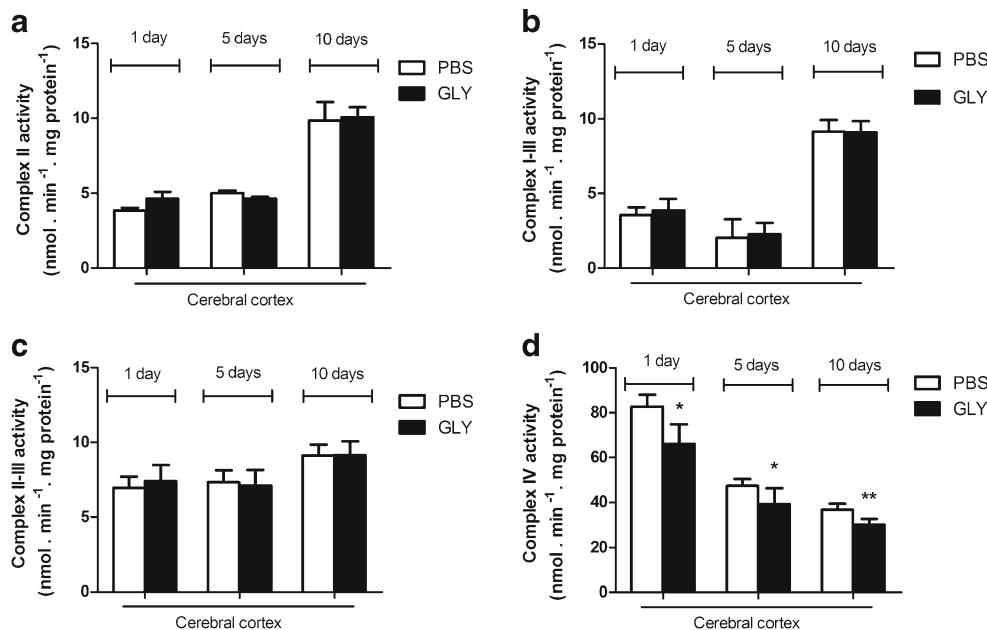 a
1 day
5 days
10 days
15
10
5
0
Complex II activity
(nmol . min⁻¹. mg protein⁻¹)
PBS
GLY
Cerebral cortex
b
1 day
5 days
10 days
15
10
5
0
Complex I-III activity
(nmol . min⁻¹. mg protein⁻¹)
PBS
GLY
Cerebral cortex
c
1 day
5 days
10 days
15
10
5
0
Complex II-III activity
(nmol . min⁻¹. mg protein⁻¹)
PBS
GLY
Cerebral cortex
d
1 day
5 days
10 days
100
80
60
40
20
0
Complex IV activity
(nmol . min⁻¹. mg protein⁻¹)
*
*
**
PBS
GLY
Cerebral cortex